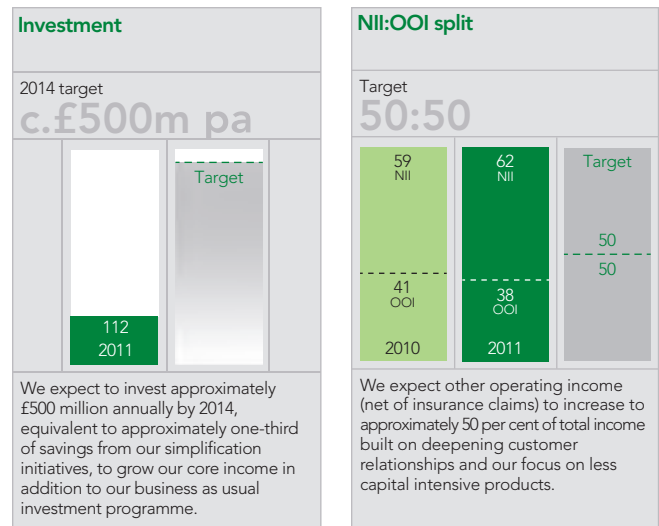 Investment
2014 target
c.£500m pa
Target
112
2011
We expect to invest approximately
£500 million annually by 2014,
equivalent to approximately one-third
of savings from our simplification
initiatives, to grow our core income in
addition to our business as usual
investment programme.
NII:OOI split
Target
50:50
59
NII
41
OOI
2010
62
NII
38
OOI
2011
Target
50
50
We expect other operating income
(net of insurance claims) to increase to
approximately 50 per cent of total income
built on deepening customer
relationships and our focus on less
capital intensive products.